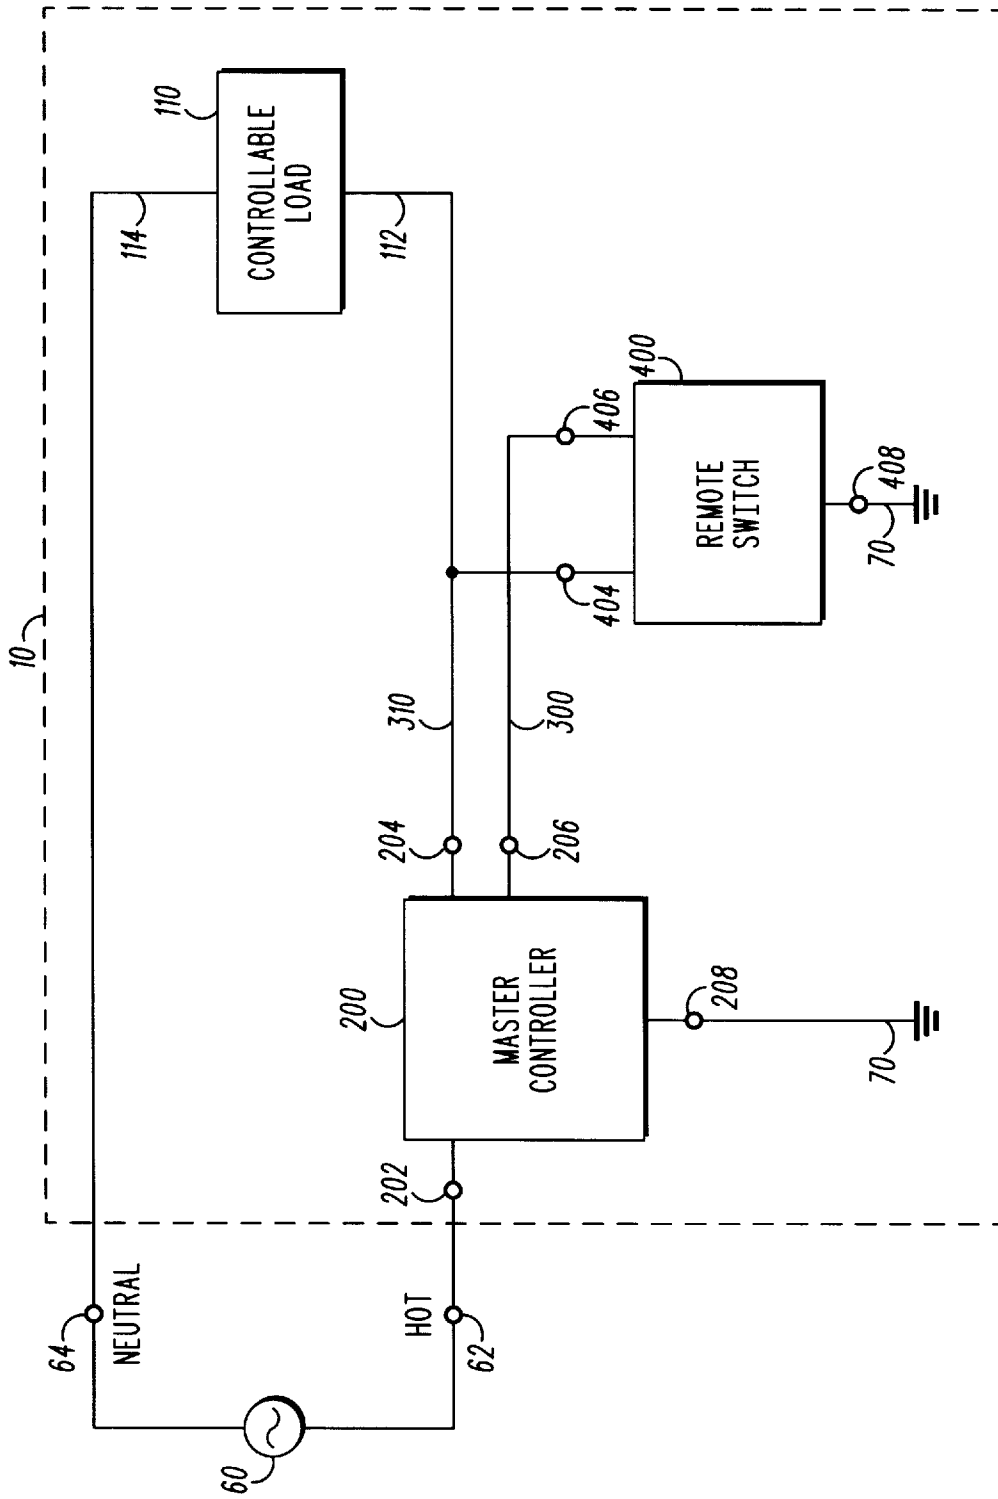 10
64
NEUTRAL
60
HOT
62
202
200
MASTER
CONTROLLER
204
206
208
70
310
300
404
406
400
REMOTE
SWITCH
408
70
114
112
110
CONTROLLABLE
LOAD